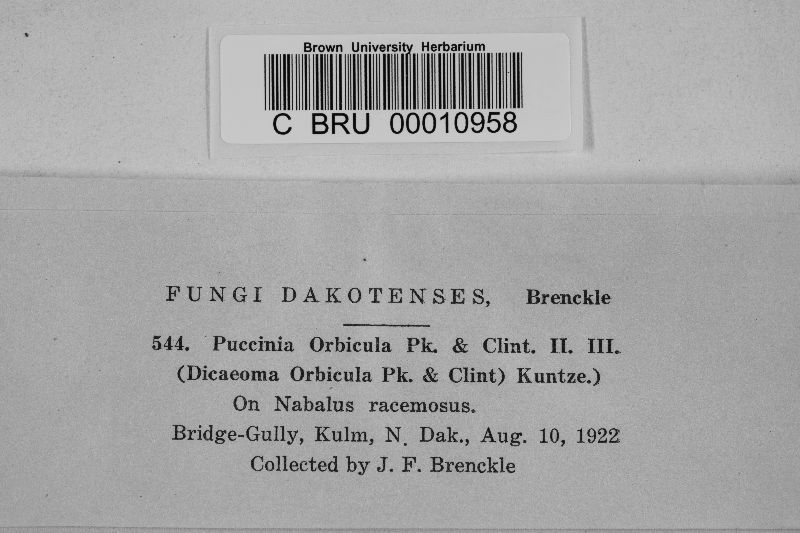 Brown University Herbarium
C BRU 00010958
FUNGI DAKOTENSES, Brenckle
544. Puccinia Orbicula Pk. & Clint. II. III.
(Dicaeoma Orbicula Pk. & Clint) Kuntze.)
On Nabalus racemosus.
Bridge-Gully, Kulm, N. Dak., Aug. 10, 1922
Collected by J. F. Brenckle